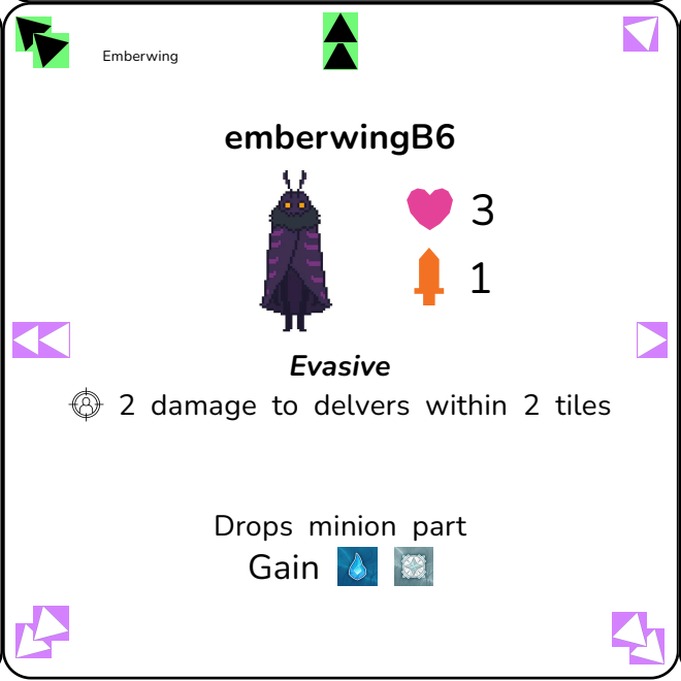 Emberwing
emberwingB6
3
1
Evasive
2 damage to delvers within 2 tiles
Drops minion part
Gain